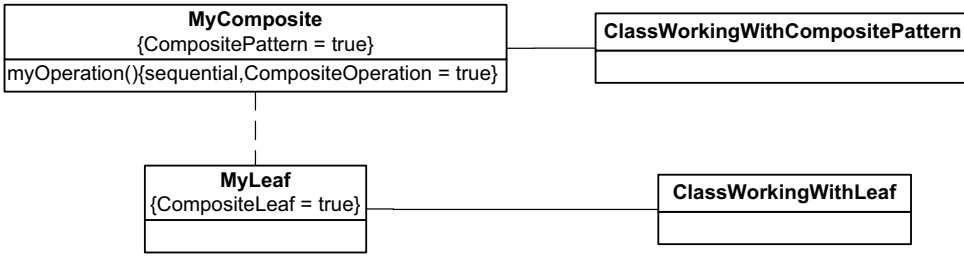 MyComposite
{CompositePattern = true}
myOperation(){sequential,CompositeOperation = true}
ClassWorkingWithCompositePattern
MyLeaf
{CompositeLeaf = true}
ClassWorkingWithLeaf